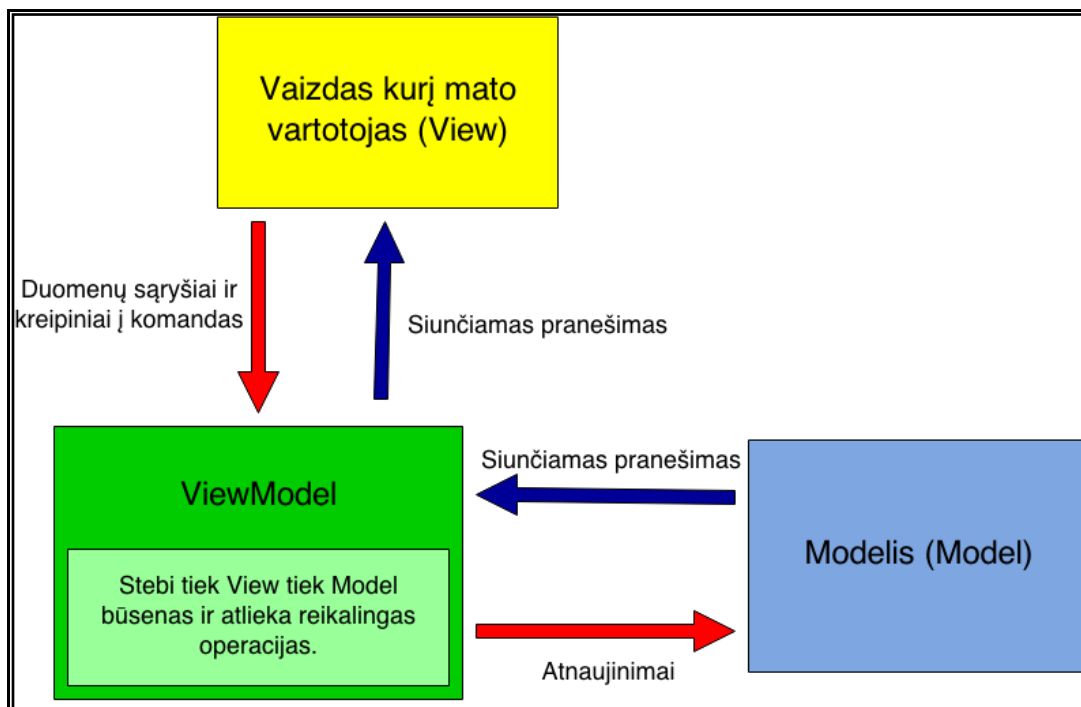 Vaizdas kurį mato
vartotojas (View)
Duomenų sąryšiai ir
kreipiniai į komandas
Siunčiamas pranešimas
Siunčiamas pranešimas
ViewModel
Modelis (Model)
Stebi tiek View tiek Model
būsenas ir atlieka reikalingas
operacijas.
Atnaujinimai